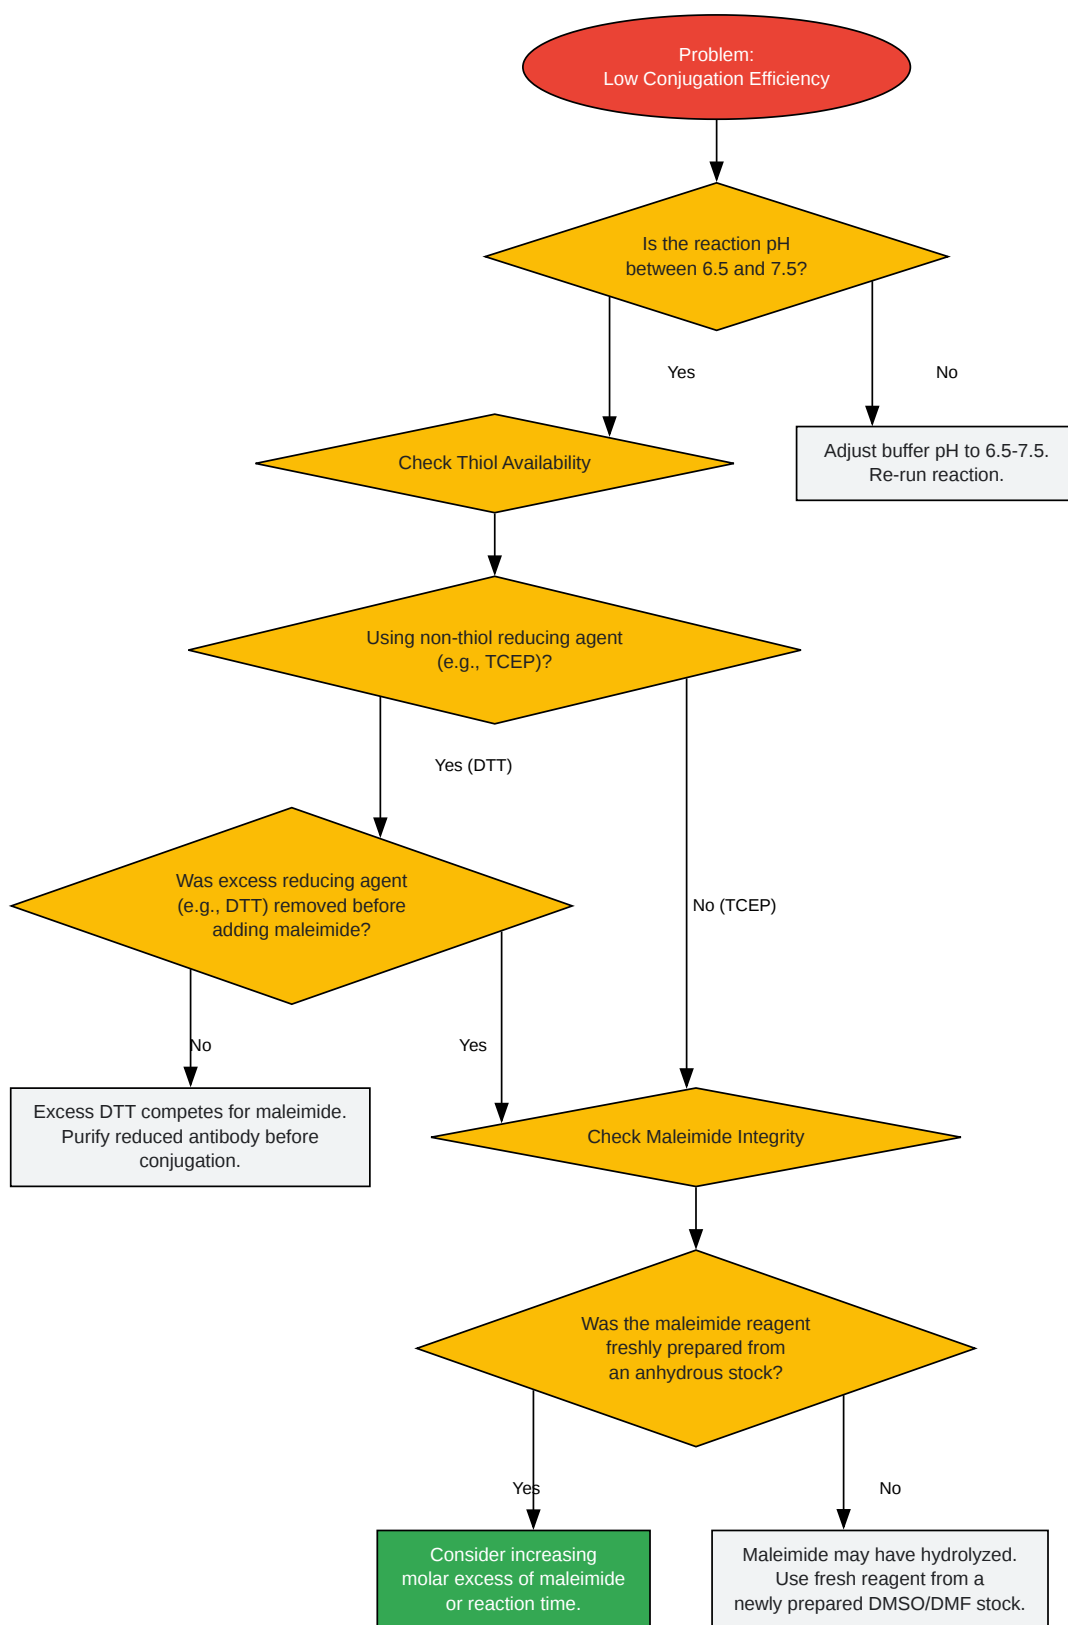 Problem:
Low Conjugation Efficiency
Is the reaction pH
between 6.5 and 7.5?
Yes
No
Check Thiol Availability
Adjust buffer pH to 6.5-7.5.
Re-run reaction.
Using non-thiol reducing agent
(e.g., TCEP)?
Yes (DTT)
Was excess reducing agent
(e.g., DTT) removed before
adding maleimide?
No (TCEP)
No
Yes
Excess DTT competes for maleimide.
Purify reduced antibody before
conjugation.
Check Maleimide Integrity
Was the maleimide reagent
freshly prepared from
an anhydrous stock?
Yes
No
Consider increasing
molar excess of maleimide
or reaction time.
Maleimide may have hydrolyzed.
Use fresh reagent from a
newly prepared DMSO/DMF stock.